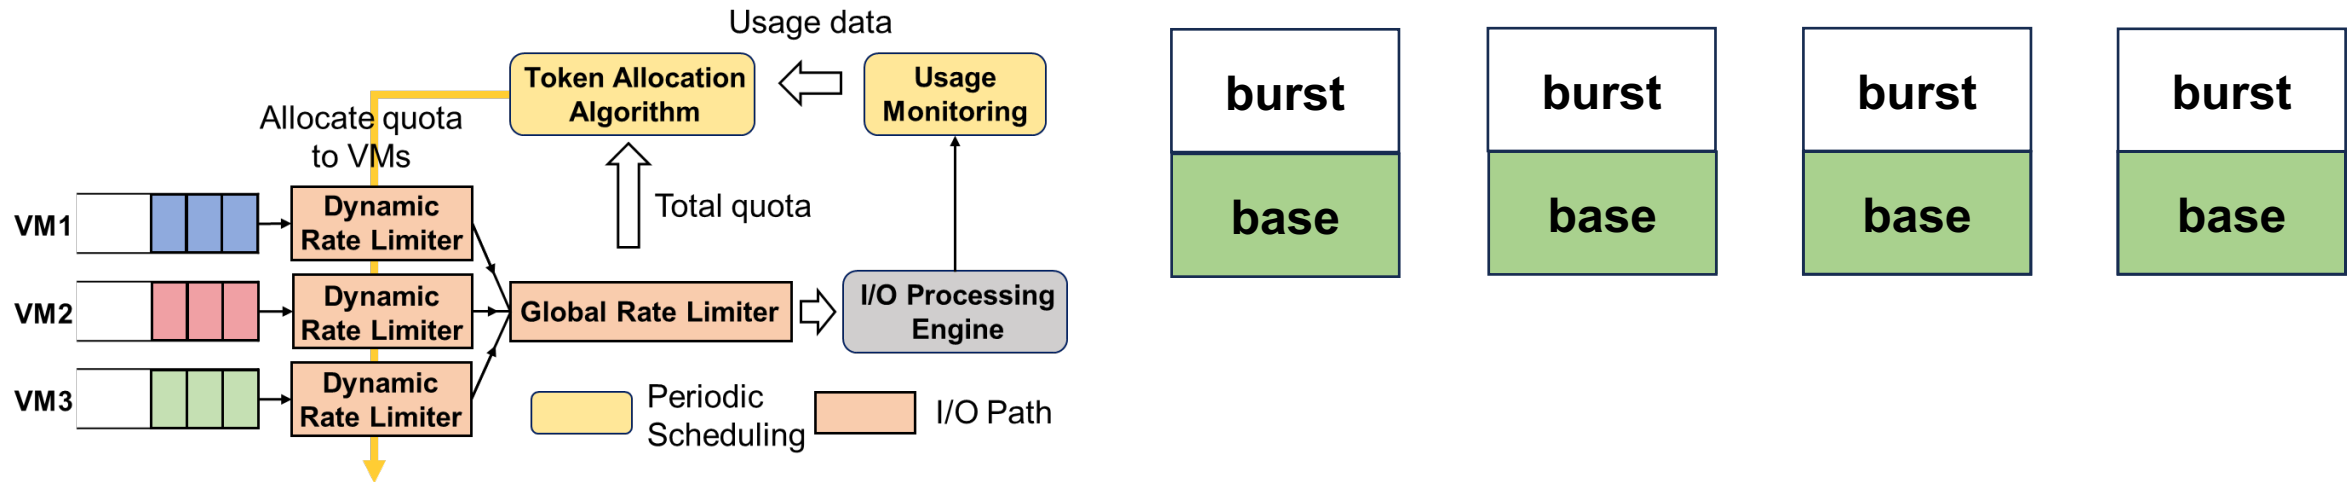 Usage data
Token Allocation
Algorithm
Usage
Monitoring
Allocate quota
to VMs
Total quota
VM1
Dynamic
Rate Limiter
VM2
Dynamic
Rate Limiter
Global Rate Limiter
I/O Processing
Engine
VM3
Dynamic
Rate Limiter
Periodic
Scheduling
I/O Path
burst
burst
burst
burst
base
base
base
base